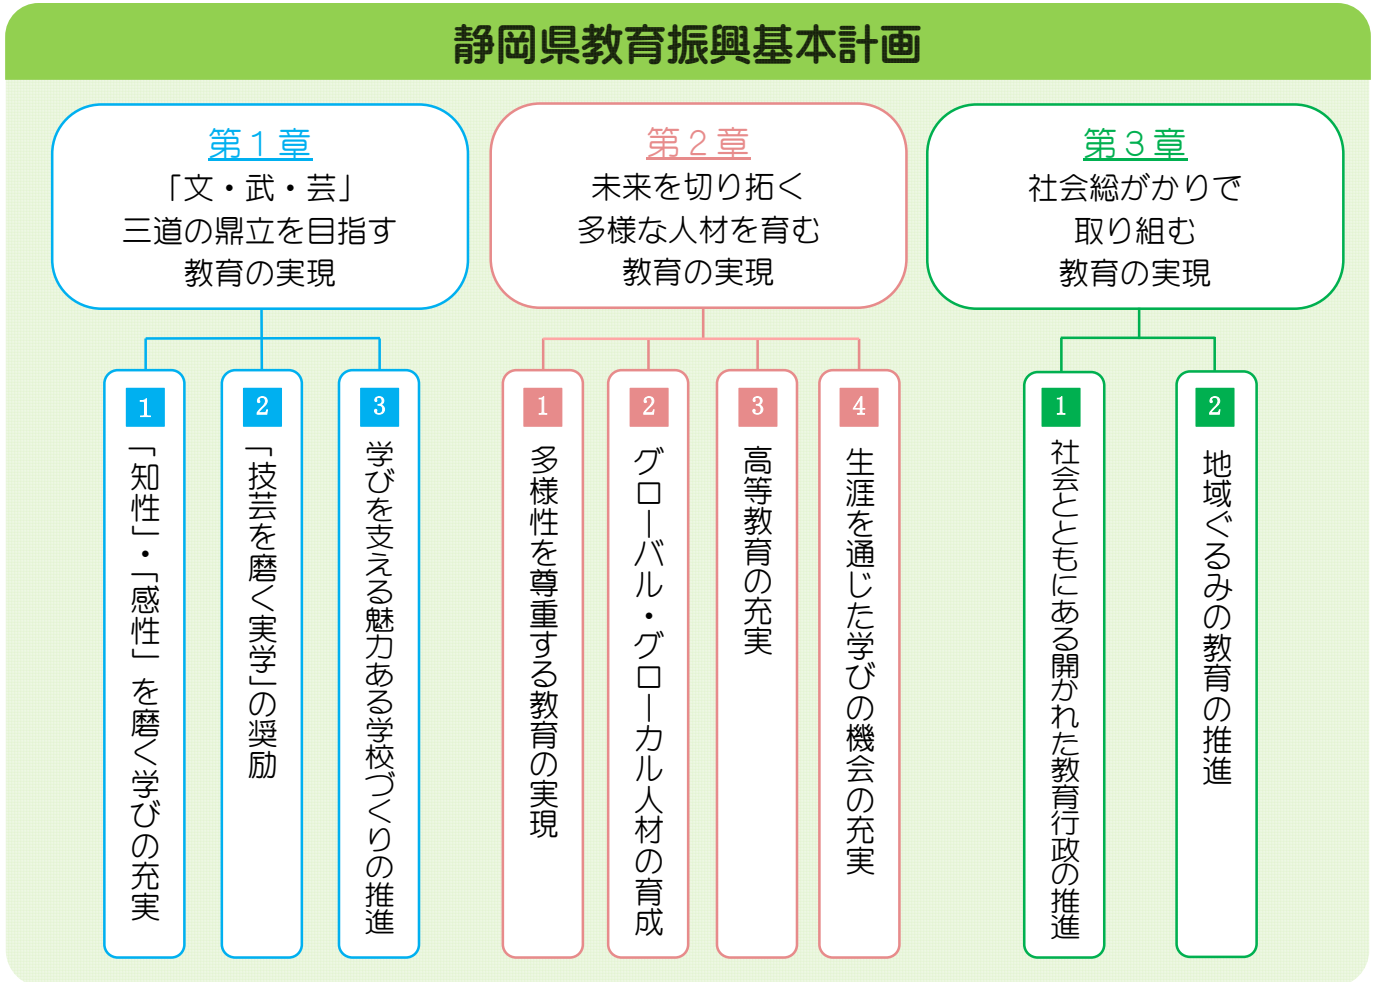 静岡県教育振興基本計画
第1章
「文・武・芸」
三道の鼎立を目指す
教育の実現
1
「知性」・「感性」を磨く学びの充実
2
「技芸を磨く実学」の奨励
3
学びを支える魅力ある学校づくりの推進
第2章
未来を切り拓く
多様な人材を育む
教育の実現
1
多様性を尊重する教育の実現
2
グローバル・グローカル人材の育成
3
高等教育の充実
4
生涯を通じた学びの機会の充実
第3章
社会総がかりで
取り組む
教育の実現
1
社会とともにある開かれた教育行政の推進
2
地域ぐるみの教育の推進